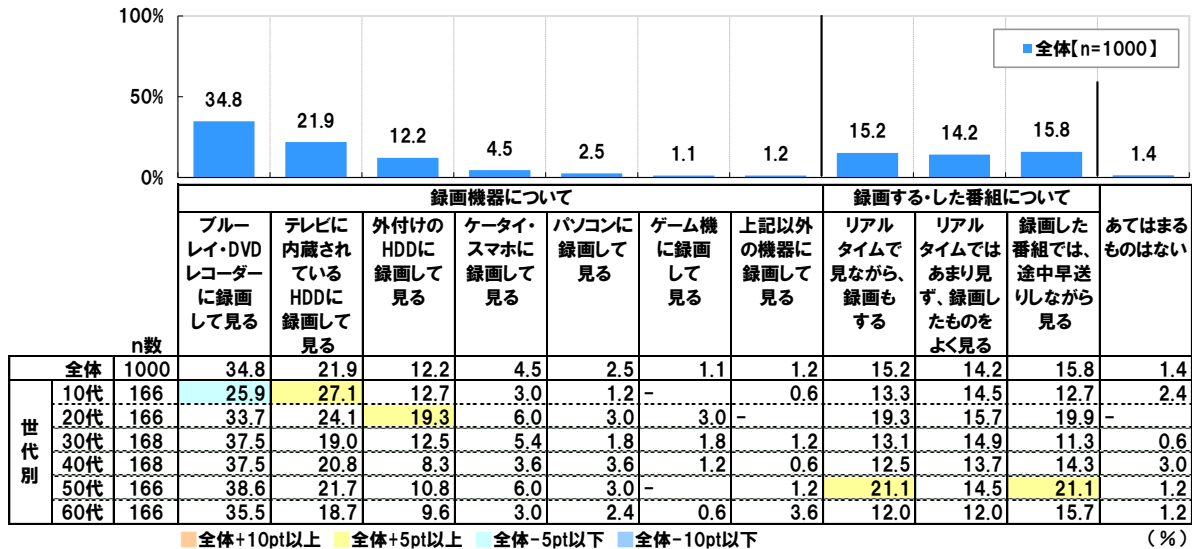 100%
50%
0%
全体【n=1000】
34.8 21.9 12.2 4.5 2.5 1.1 1.2 15.2 14.2 15.8 1.4
録画機器について
録画する・した番組について
ブルー
レイ・DVD
レコーダー
に録画
して見る
テレビに
内蔵され
ている
HDDに
録画して
見る
外付けの
HDDに
録画して
見る
ケータイ・
スマホに
録画して
見る
パソコンに
録画して
見る
ゲーム機
に録画
して
見る
上記以外
の機器に
録画して
見る
リアル
タイムで
見ながら、
録画も
する
リアル
タイムでは
あまり見
ず、録画し
たものを
よく見る
録画した
番組では、
途中早送
りしながら
見る
あてはまる
ものはない
n数
全体 1000 34.8 21.9 12.2 4.5 2.5 1.1 1.2 15.2 14.2 15.8 1.4
世代別
10代 166 25.9 27.1 12.7 3.0 1.2 - 0.6 13.3 14.5 12.7 2.4
20代 166 33.7 24.1 19.3 6.0 3.0 3.0 - 19.3 15.7 19.9 -
30代 168 37.5 19.0 12.5 5.4 1.8 1.8 1.2 13.1 14.9 11.3 0.6
40代 168 37.5 20.8 8.3 3.6 3.6 1.2 0.6 12.5 13.7 14.3 3.0
50代 166 38.6 21.7 10.8 6.0 3.0 - 1.2 21.1 14.5 21.1 1.2
60代 166 35.5 18.7 9.6 3.0 2.4 0.6 3.6 12.0 12.0 15.7 1.2
全体+10pt以上 全体+5pt以上 全体-5pt以下 全体-10pt以下 (%)